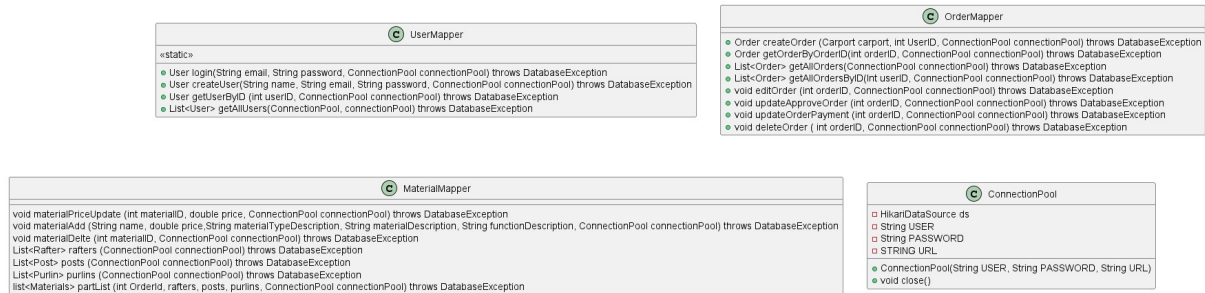 C UserMapper
«static»
User login(String email, String password, ConnectionPool connectionPool) throws DatabaseException
User createUser(String name, String email, String password, ConnectionPool connectionPool) throws DatabaseException
User getUserByID (int userID, ConnectionPool connectionPool) throws DatabaseException
List<User> getAllUsers(ConnectionPool, connectionPool) throws DatabaseException
C OrderMapper
Order createOrder (Carport carport, int UserID, ConnectionPool connectionPool) throws DatabaseException
Order getOrderByOrderID(int orderID, ConnectionPool connectionPool) throws DatabaseException
List<Order> getAllOrders(ConnectionPool connectionPool) throws DatabaseException
List<Order> getAllOrdersByID(Int userID, ConnectionPool connectionPool) throws DatabaseException
void editOrder (int orderID, ConnectionPool connectionPool) throws DatabaseException
void updateApproveOrder (int orderID, ConnectionPool connectionPool) throws DatabaseException
void updateOrderPayment (int orderID, ConnectionPool connectionPool) throws DatabaseException
void deleteOrder ( int orderID, ConnectionPool connectionPool) throws DatabaseException
C MaterialMapper
void materialPriceUpdate (int materialID, double price, ConnectionPool connectionPool) throws DatabaseException
void materialAdd (String name, double price,String materialTypeDescription, String materialDescription, String functionDescription, ConnectionPool connectionPool) throws DatabaseException
void materialDelte (int materialID, ConnectionPool connectionPool) throws DatabaseException
List<Rafter> rafters (ConnectionPool connectionPool) throws DatabaseException
List<Post> posts (ConnectionPool connectionPool) throws DatabaseException
List<Purlin> purlins (ConnectionPool connectionPool) throws DatabaseException
list<Materials> partList (int OrderId, rafters, posts, purlins, ConnectionPool connectionPool) throws DatabaseException
C ConnectionPool
HikariDataSource ds
String USER
String PASSWORD
STRING URL
ConnectionPool(String USER, String PASSWORD, String URL)
void close()